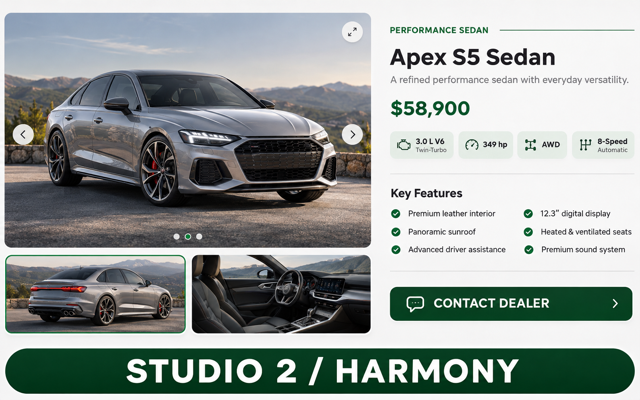 PERFORMANCE SEDAN
Apex S5 Sedan
A refined performance sedan with everyday versatility.
$58,900
3.0 L V6
Twin-Turbo
349 hp
AWD
8-Speed
Automatic
Key Features
Premium leather interior
12.3" digital display
Panoramic sunroof
Heated & ventilated seats
Advanced driver assistance
Premium sound system
CONTACT DEALER
STUDIO 2 / HARMONY